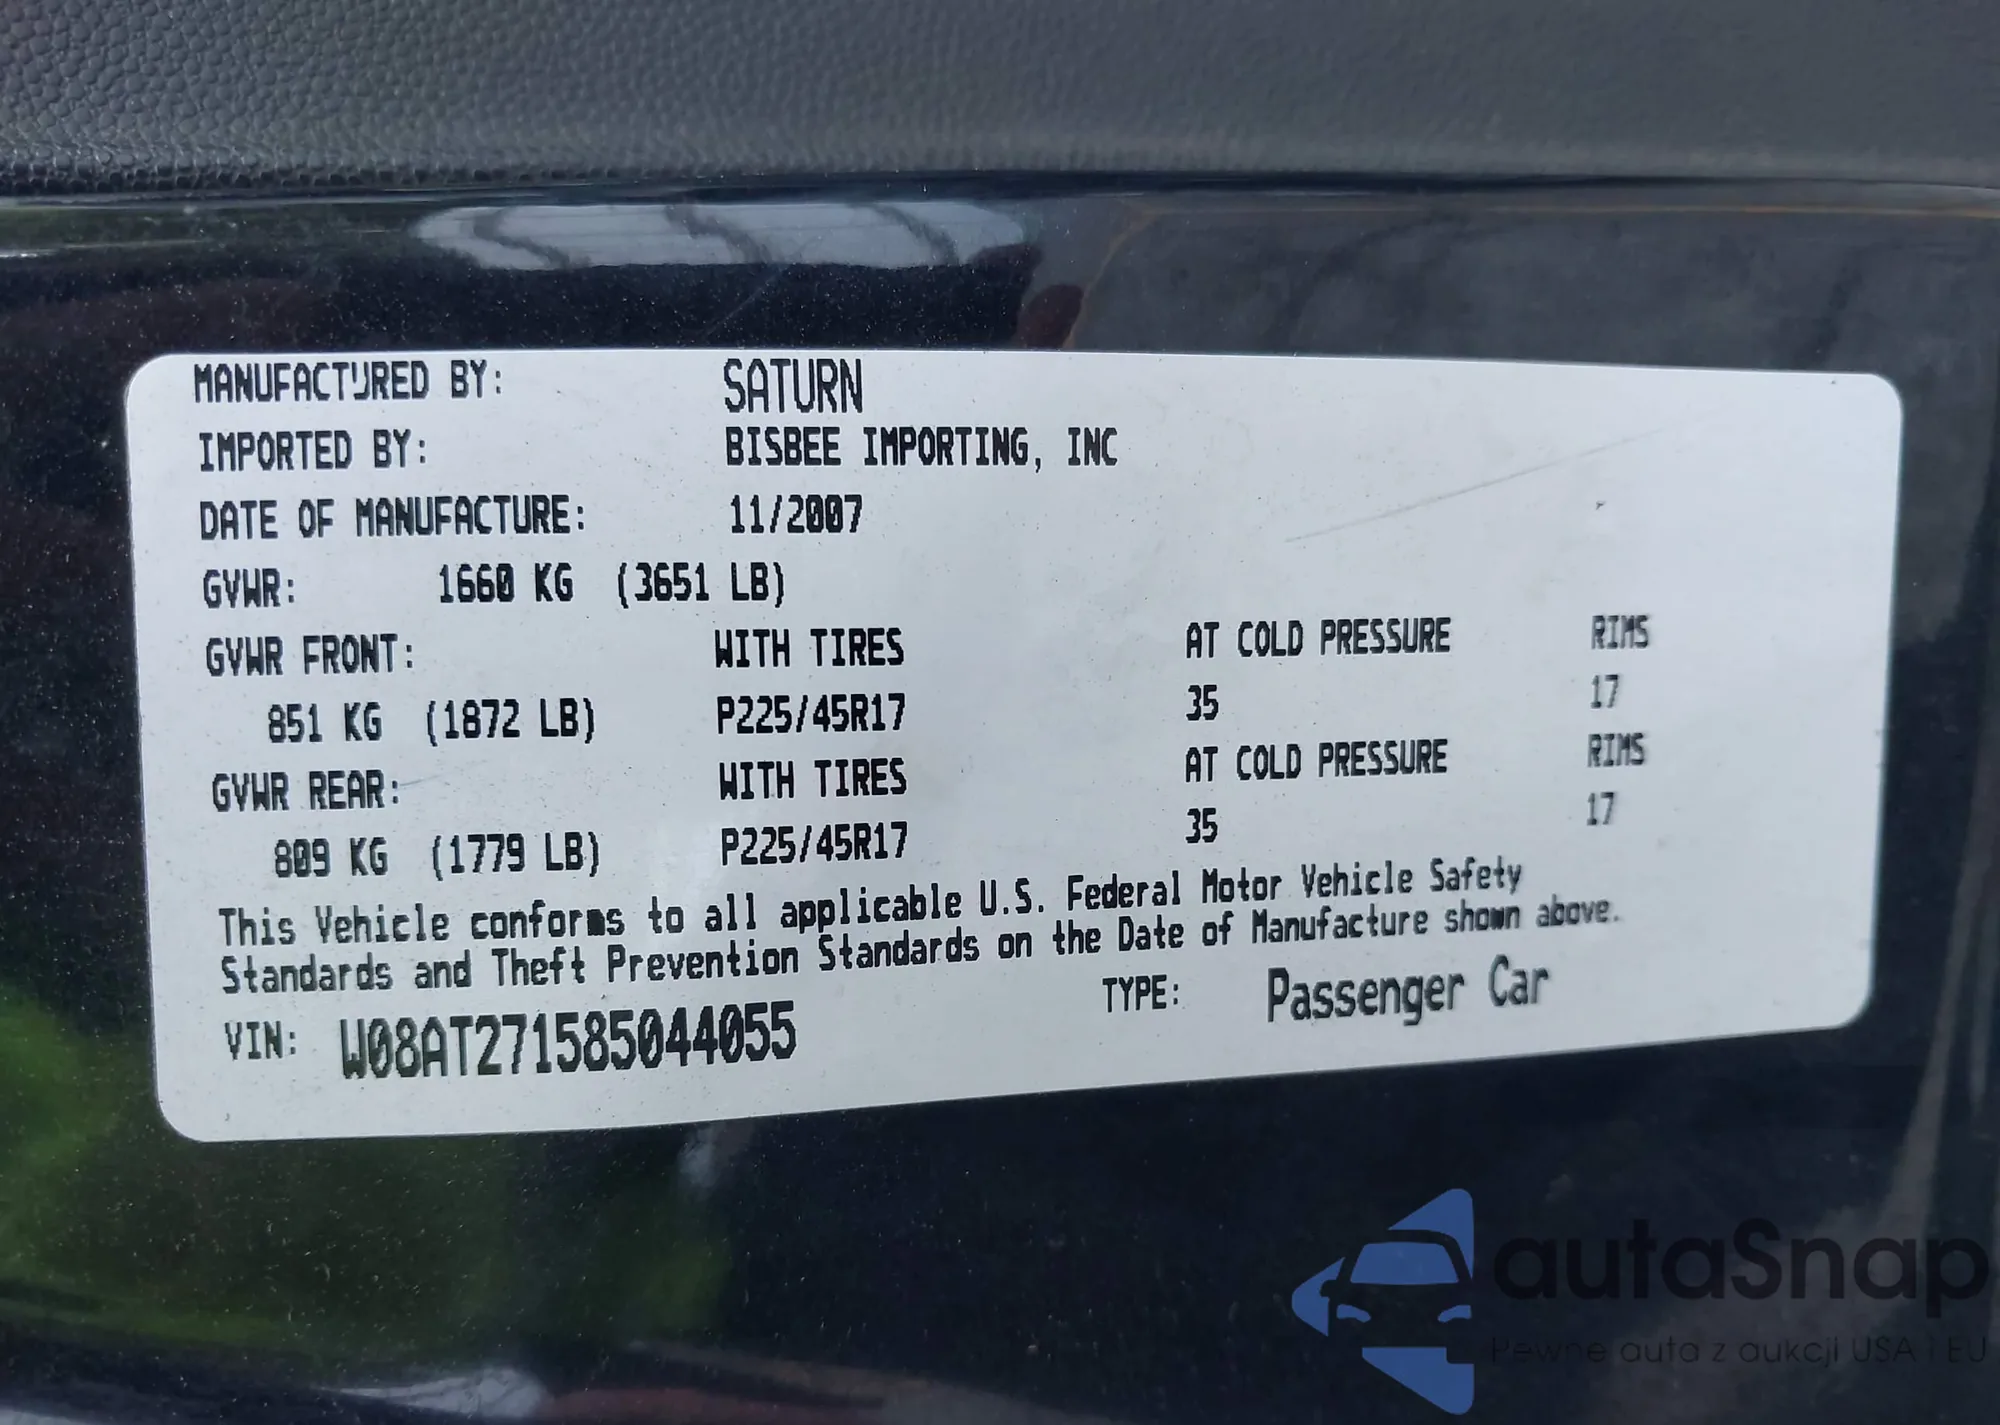 MANUFACTURED BY: SATURN
IMPORTED BY: BISBEE IMPORTING, INC
DATE OF MANUFACTURE: 11/2007
GVWR: 1660 KG (3651 LB)
GVWR FRONT: WITH TIRES AT COLD PRESSURE RIMS
851 KG (1872 LB) P225/45R17 35 17
GVWR REAR: WITH TIRES AT COLD PRESSURE RIMS
809 KG (1779 LB) P225/45R17 35 17
This Vehicle conforms to all applicable U.S. Federal Motor Vehicle Safety
Standards and Theft Prevention Standards on the Date of Manufacture shown above.
VIN: W08AT271585044055 TYPE: Passenger Car
autaSnap
Pewne auta z aukcji USA i EU